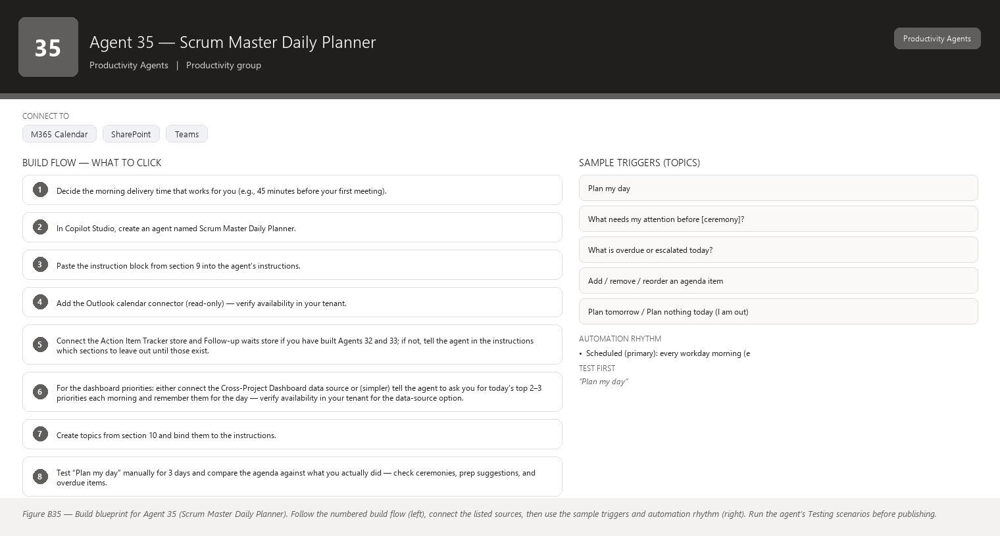 35
Agent 35 — Scrum Master Daily Planner
Productivity Agents | Productivity group
Productivity Agents
CONNECT TO
M365 Calendar
SharePoint
Teams
BUILD FLOW — WHAT TO CLICK
1
Decide the morning delivery time that works for you (e.g., 45 minutes before your first meeting).
2
In Copilot Studio, create an agent named Scrum Master Daily Planner.
3
Paste the instruction block from section 9 into the agent's instructions.
4
Add the Outlook calendar connector (read-only) — verify availability in your tenant.
5
Connect the Action Item Tracker store and Follow-up waits store if you have built Agents 32 and 33; if not, tell the agent in the instructions
which sections to leave out until those exist.
6
For the dashboard priorities: either connect the Cross-Project Dashboard data source or (simpler) tell the agent to ask you for today's top 2–3
priorities each morning and remember them for the day — verify availability in your tenant for the data-source option.
7
Create topics from section 10 and bind them to the instructions.
8
Test “Plan my day” manually for 3 days and compare the agenda against what you actually did — check ceremonies, prep suggestions, and
overdue items.
SAMPLE TRIGGERS (TOPICS)
Plan my day
What needs my attention before [ceremony]?
What is overdue or escalated today?
Add / remove / reorder an agenda item
Plan tomorrow / Plan nothing today (I am out)
AUTOMATION RHYTHM
• Scheduled (primary): every workday morning (e
TEST FIRST
“Plan my day”
Figure B35 — Build blueprint for Agent 35 (Scrum Master Daily Planner). Follow the numbered build flow (left), connect the listed sources, then use the sample triggers and automation rhythm (right). Run the agent's Testing scenarios before publishing.